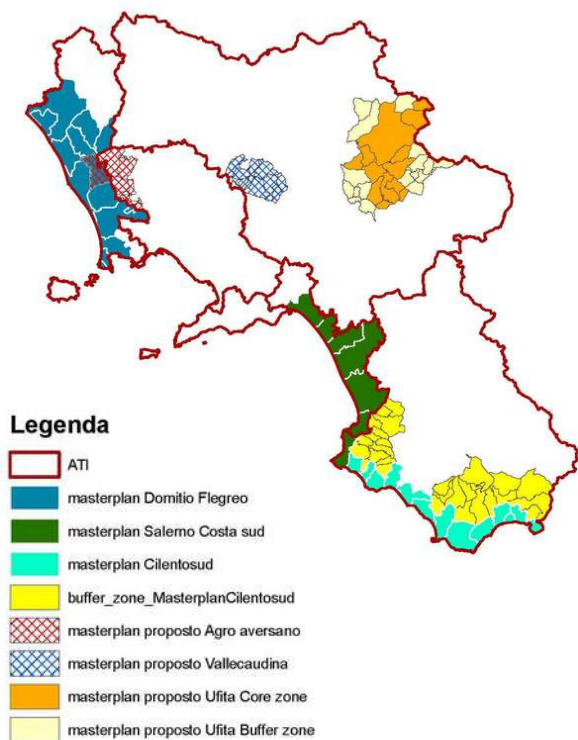 Legenda
ATI
masterplan Domitio Flegreo
masterplan Salerno Costa sud
masterplan Cilentosud
buffer_zone_MasterplanCilentosud
masterplan proposto Agro aversano
masterplan proposto Vallecaudina
masterplan proposto Ufita Core zone
masterplan proposto Ufita Buffer zone